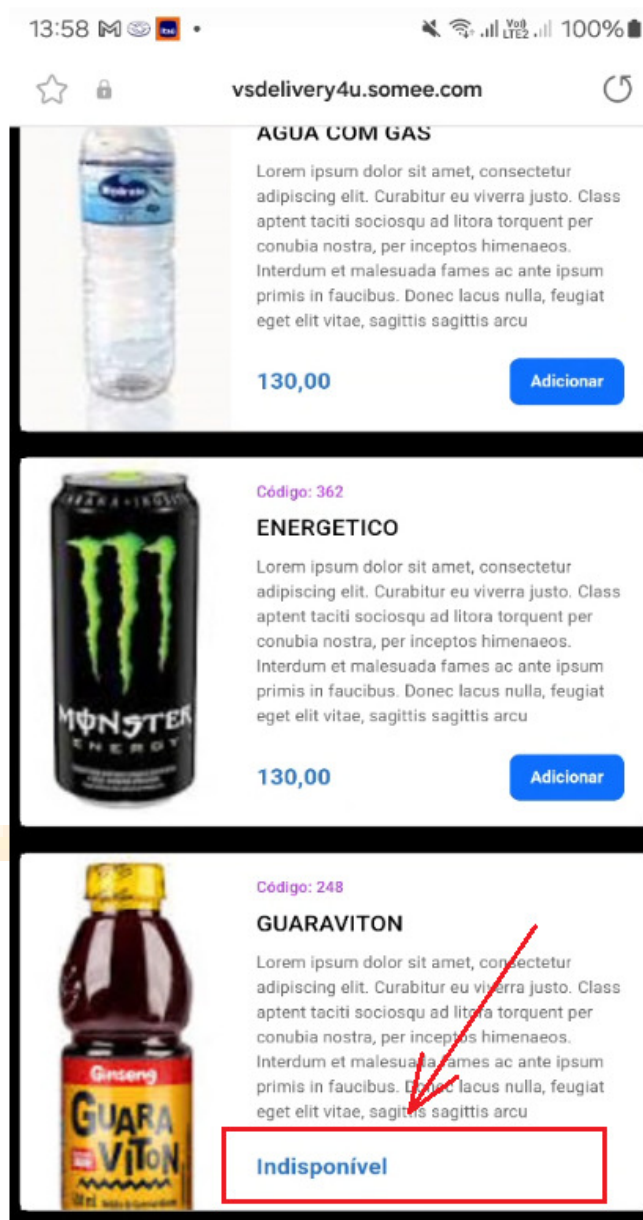 13:58 100%
vsdelivery4u.somee.com
AGUA COM GAS
Lorem ipsum dolor sit amet, consectetur
adipiscing elit. Curabitur eu viverra justo. Class
aptent taciti sociosqu ad litora torquent per
conubia nostra, per inceptos himenaeos.
Interdum et malesuada fames ac ante ipsum
primis in faucibus. Donec lacus nulla, feugiat
eget elit vitae, sagittis sagittis arcu
130,00 Adicionar
Código: 362
ENERGETICO
Lorem ipsum dolor sit amet, consectetur
adipiscing elit. Curabitur eu viverra justo. Class
aptent taciti sociosqu ad litora torquent per
conubia nostra, per inceptos himenaeos.
Interdum et malesuada fames ac ante ipsum
primis in faucibus. Donec lacus nulla, feugiat
eget elit vitae, sagittis sagittis arcu
MONSTER
ENERGY
130,00 Adicionar
Código: 248
GUARAVITON
Lorem ipsum dolor sit amet, consectetur
adipiscing elit. Curabitur eu viverra justo. Class
aptent taciti sociosqu ad litora torquent per
conubia nostra, per inceptos himenaeos.
Interdum et malesuada fames ac ante ipsum
primis in faucibus. Donec lacus nulla, feugiat
eget elit vitae, sagittis sagittis arcu
Ginseng
GUARA
VITON
Indisponível